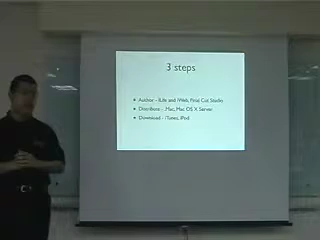 3 steps
• Author - iLife and iWeb, Final Cut Studio
• Distribute - .Mac, Mac OS X Server
• Download - iTunes, iPod